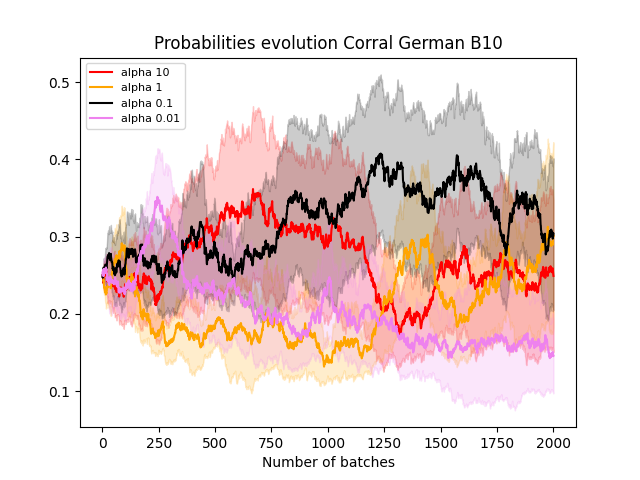 Probabilities evolution Corral German B10
alpha 10
alpha 1
alpha 0.1
alpha 0.01
0.5
0.4
0.3
0.2
0.1
0 250 500 750 1000 1250 1500 1750 2000
Number of batches